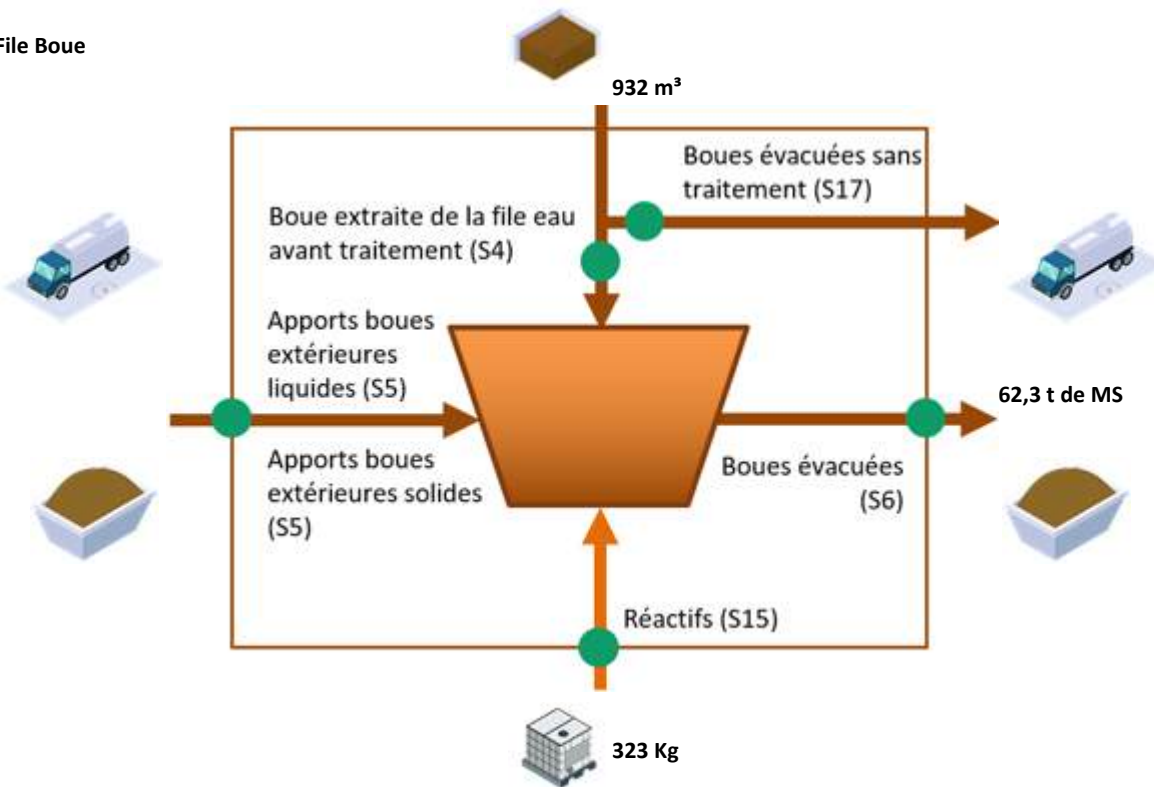 File Boue
932 m³
Boues évacuées sans
traitement (S17)
Boue extraite de la file eau
avant traitement (S4)
Apports boues
extérieures
liquides (S5)
62,3 t de MS
Apports boues
extérieures solides
(S5)
Boues évacuées
(S6)
Réactifs (S15)
323 Kg